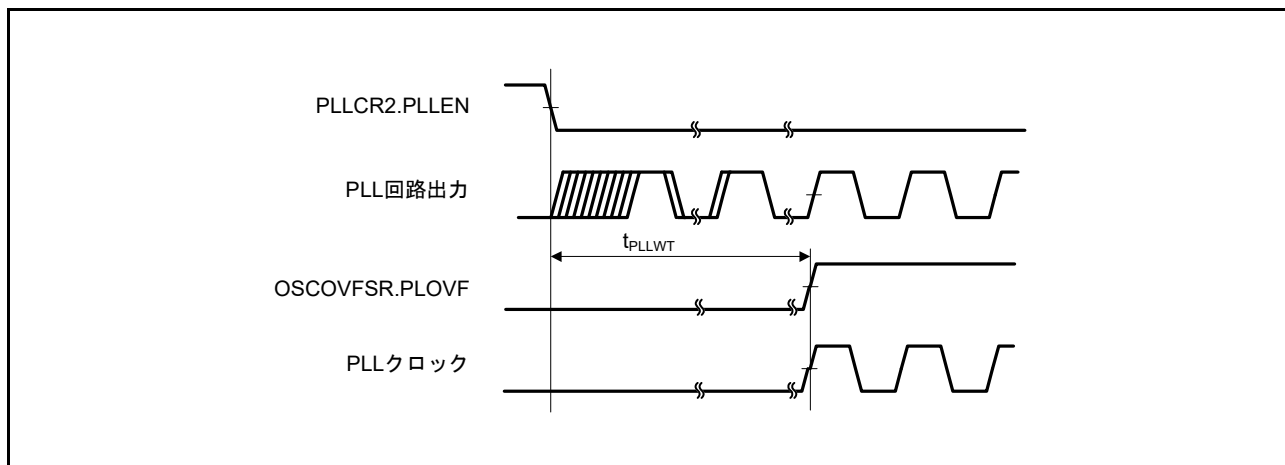 PLLCR2.PLLEN
PLL回路出力
tPLLWT
OSCOVFSR.PLOVF
PLLクロック